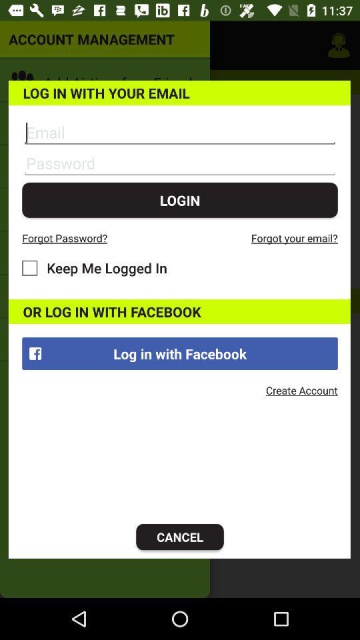 11:37
ACCOUNT MANAGEMENT
LOG IN WITH YOUR EMAIL
Email
Password
LOGIN
Forgot Password?
Forgot your email?
Keep Me Logged In
OR LOG IN WITH FACEBOOK
Log in with Facebook
Create Account
CANCEL